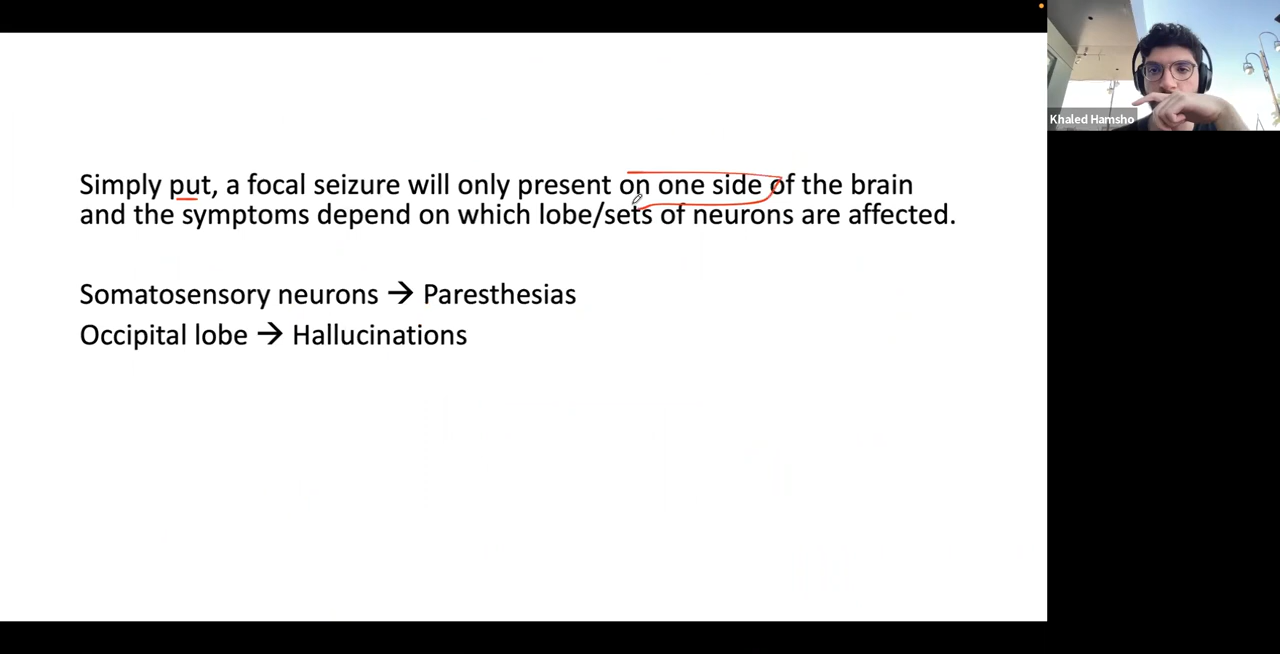 Simply put, a focal seizure will only present on one side of the brain
and the symptoms depend on which lobe/sets of neurons are affected.
Somatosensory neurons → Paresthesias
Occipital lobe → Hallucinations
Khaled Hamsho